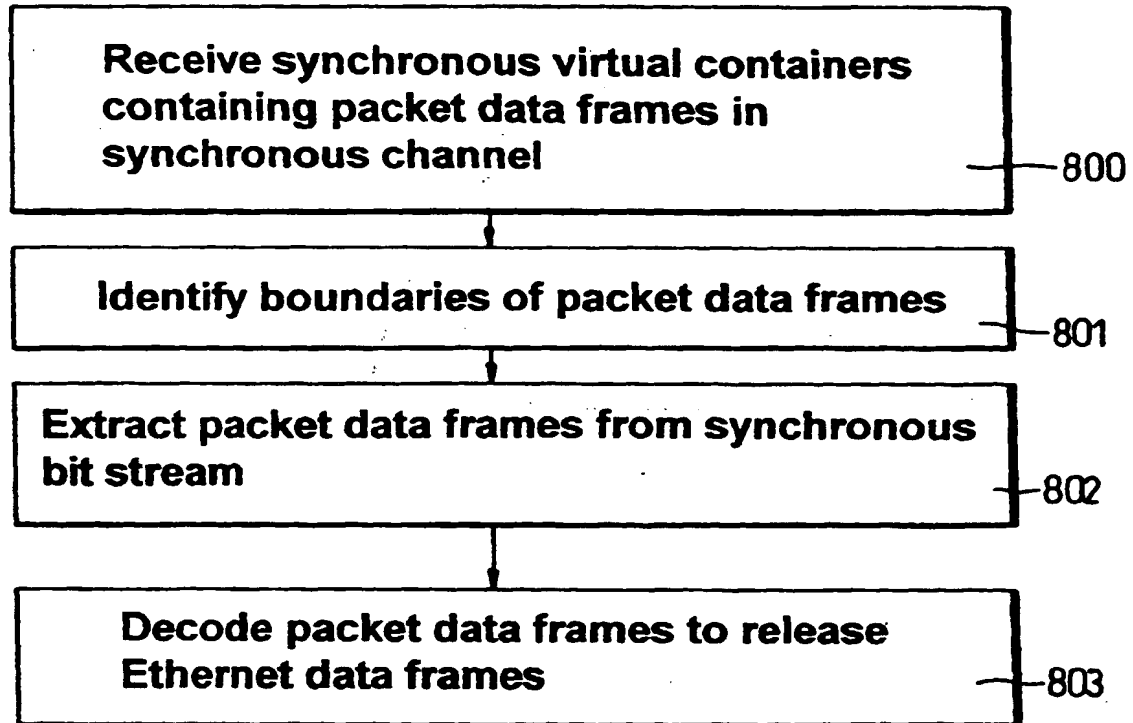 Receive synchronous virtual containers
containing packet data frames in
synchronous channel
800
Identify boundaries of packet data frames
801
Extract packet data frames from synchronous
bit stream
802
Decode packet data frames to release
Ethernet data frames
803